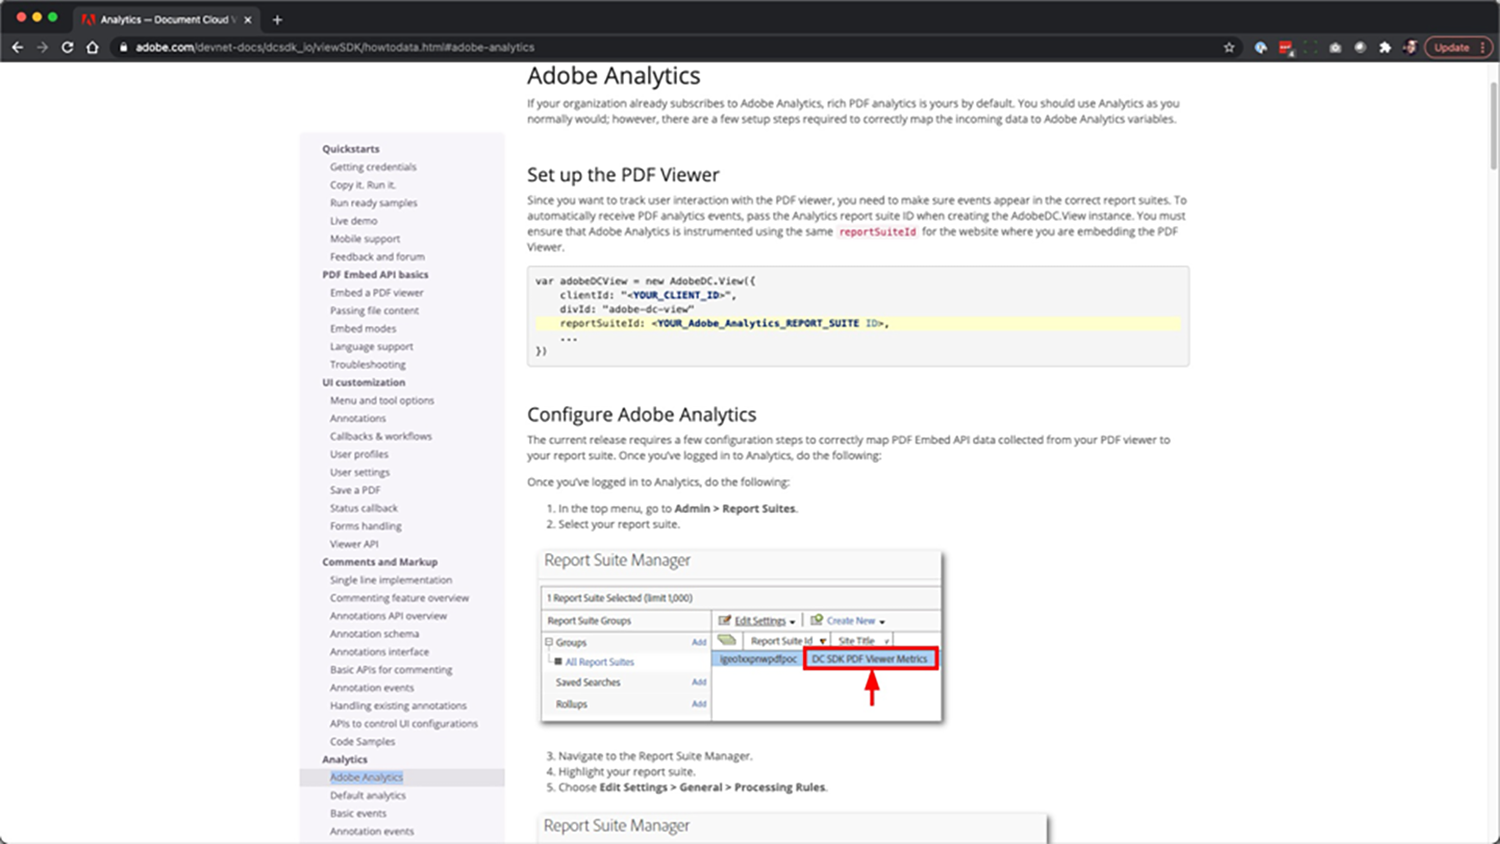 Analytics — Document Cloud V
adobe.com/devnet-docs/dcsdk_io/viewSDK/howtodata.html#adobe-analytics
Update
Quickstarts
Getting credentials
Copy it. Run it.
Run ready samples
Live demo
Mobile support
Feedback and forum
PDF Embed API basics
Embed a PDF viewer
Passing file content
Embed modes
Language support
Troubleshooting
UI customization
Menu and tool options
Annotations
Callbacks & workflows
User profiles
User settings
Save a PDF
Status callback
Forms handling
Viewer API
Comments and Markup
Single line implementation
Commenting feature overview
Annotations API overview
Annotation schema
Annotations interface
Basic APIs for commenting
Annotation events
Handling existing annotations
APIs to control UI configurations
Code Samples
Analytics
Adobe Analytics
Default analytics
Basic events
Annotation events
Adobe Analytics
If your organization already subscribes to Adobe Analytics, rich PDF analytics is yours by default. You should use Analytics as you
normally would; however, there are a few setup steps required to correctly map the incoming data to Adobe Analytics variables.
Set up the PDF Viewer
Since you want to track user interaction with the PDF viewer, you need to make sure events appear in the correct report suites. To
automatically receive PDF analytics events, pass the Analytics report suite ID when creating the AdobeDC.View instance. You must
ensure that Adobe Analytics is instrumented using the same reportSuiteId for the website where you are embedding the PDF
Viewer.
var adobeDCView = new AdobeDC.View({
clientId: "<YOUR_CLIENT_ID>",
divId: "adobe-dc-view"
reportSuiteId: <YOUR_Adobe_Analytics_REPORT_SUITE ID>,
...
})
Configure Adobe Analytics
The current release requires a few configuration steps to correctly map PDF Embed API data collected from your PDF viewer to
your report suite. Once you've logged in to Analytics, do the following:
Once you've logged in to Analytics, do the following:
1. In the top menu, go to Admin > Report Suites.
2. Select your report suite.
Report Suite Manager
1 Report Suite Selected (limit 1,000)
Report Suite Groups Edit Settings Create New
Groups Add Report Suite Id Site Title
All Report Suites DC SDK PDF Viewer Metrics
Saved Searches Add
Rollups Add
3. Navigate to the Report Suite Manager.
4. Highlight your report suite.
5. Choose Edit Settings > General > Processing Rules.
Report Suite Manager